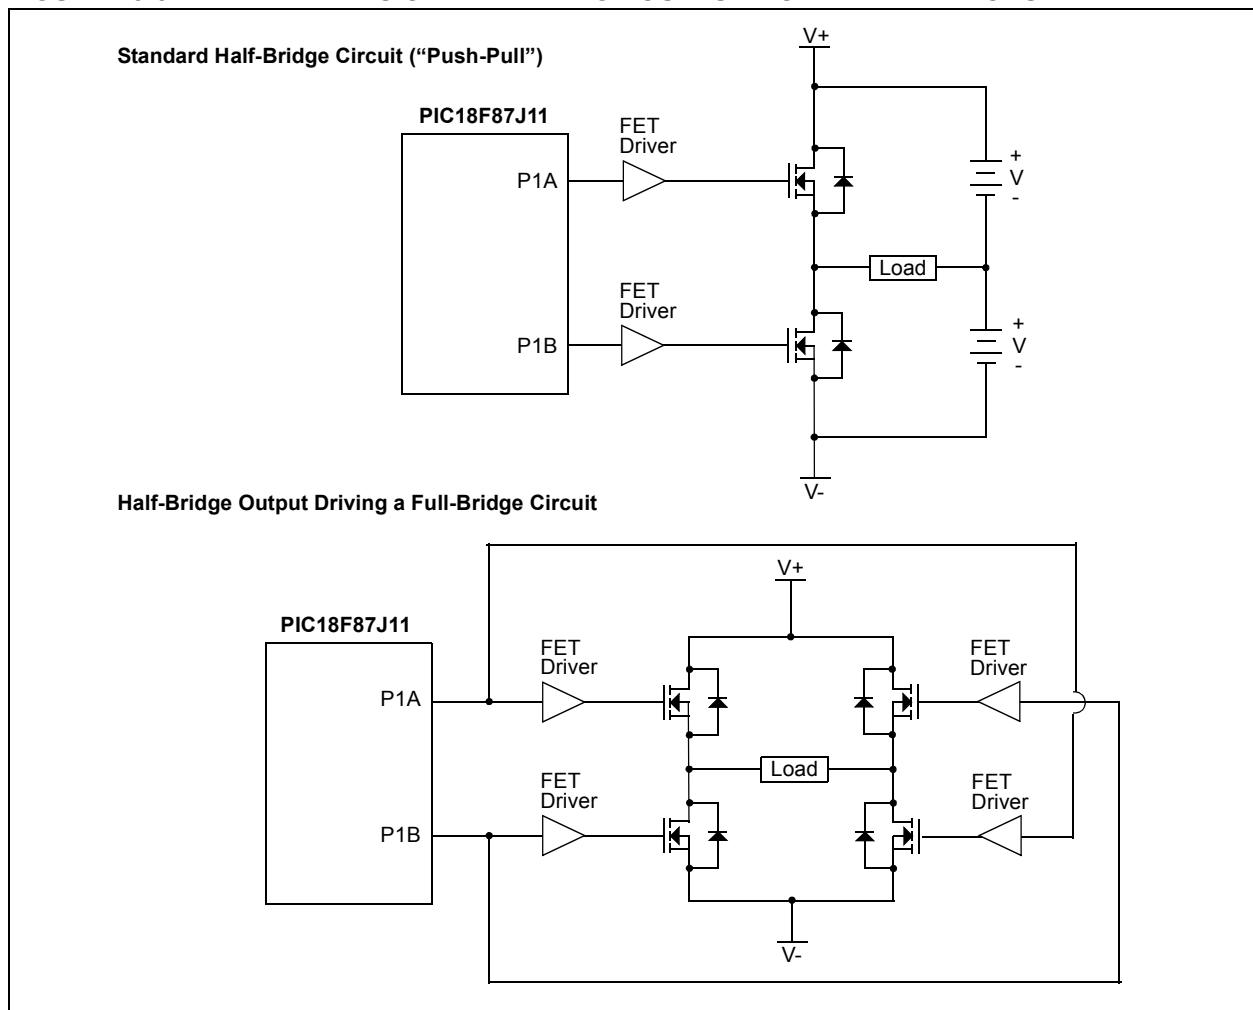 V+
Standard Half-Bridge Circuit (“Push-Pull”)
PIC18F87J11
FET
Driver
P1A
+
V
-
Load
FET
Driver
P1B
+
V
-
V-
Half-Bridge Output Driving a Full-Bridge Circuit
V+
PIC18F87J11
FET
Driver
FET
Driver
P1A
Load
FET
Driver
FET
Driver
P1B
V-